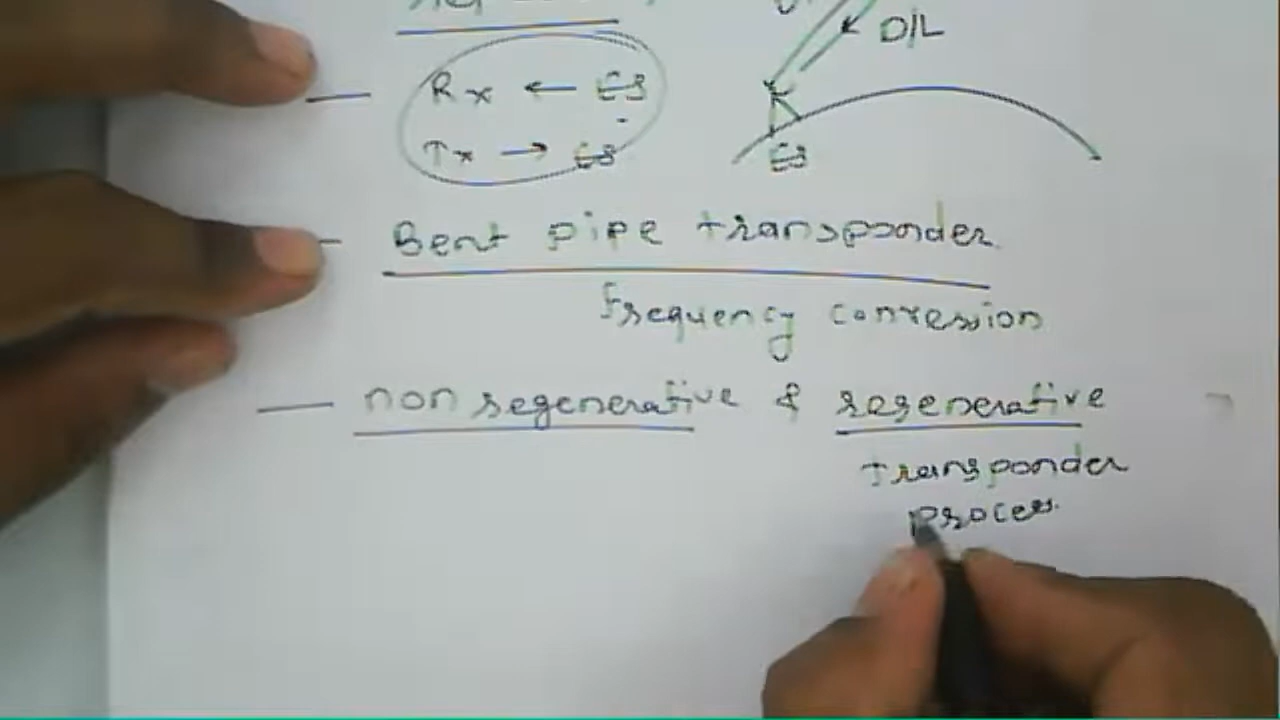 D/L
Rx ← ES
Tx → ES
ES
Bent pipe transponder
frequency conversion
non regenerative & regenerative
transponder
process